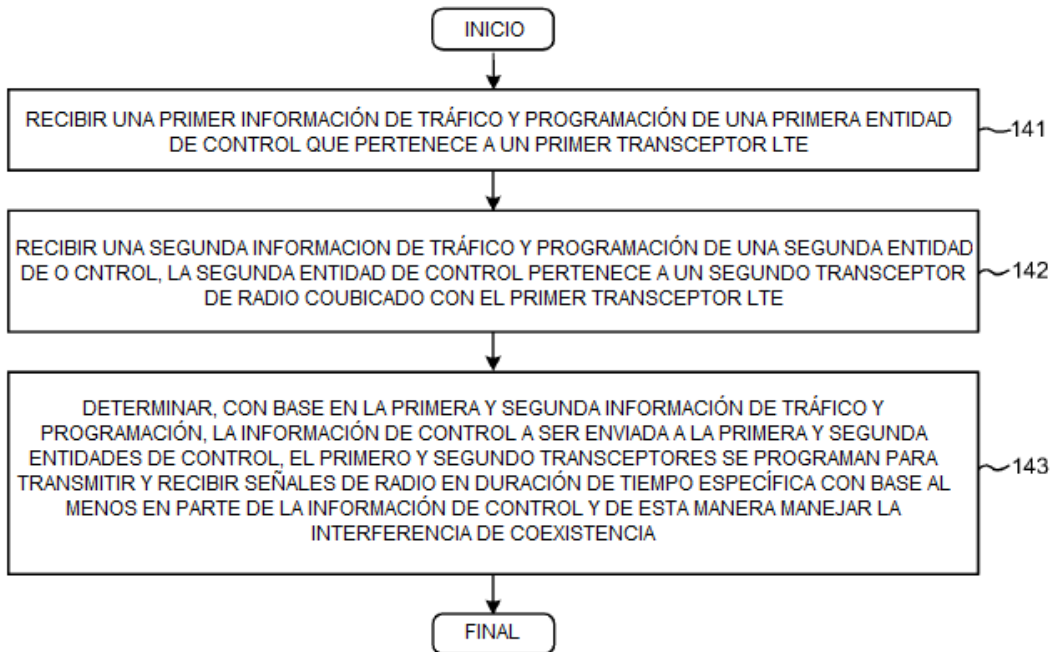 INICIO
RECIBIR UNA PRIMER INFORMACIÓN DE TRÁFICO Y PROGRAMACIÓN DE UNA PRIMERA ENTIDAD
DE CONTROL QUE PERTENECE A UN PRIMER TRANSCEPTOR LTE
141
RECIBIR UNA SEGUNDA INFORMACION DE TRÁFICO Y PROGRAMACIÓN DE UNA SEGUNDA ENTIDAD
DE O CNTROL, LA SEGUNDA ENTIDAD DE CONTROL PERTENECE A UN SEGUNDO TRANSCEPTOR
DE RADIO COUBICADO CON EL PRIMER TRANSCEPTOR LTE
142
DETERMINAR, CON BASE EN LA PRIMERA Y SEGUNDA INFORMACIÓN DE TRÁFICO Y
PROGRAMACIÓN, LA INFORMACIÓN DE CONTROL A SER ENVIADA A LA PRIMERA Y SEGUNDA
ENTIDADES DE CONTROL, EL PRIMERO Y SEGUNDO TRANSCEPTORES SE PROGRAMAN PARA
TRANSMITIR Y RECIBIR SEÑALES DE RADIO EN DURACIÓN DE TIEMPO ESPECÍFICA CON BASE AL
MENOS EN PARTE DE LA INFORMACIÓN DE CONTROL Y DE ESTA MANERA MANEJAR LA
INTERFERENCIA DE COEXISTENCIA
143
FINAL